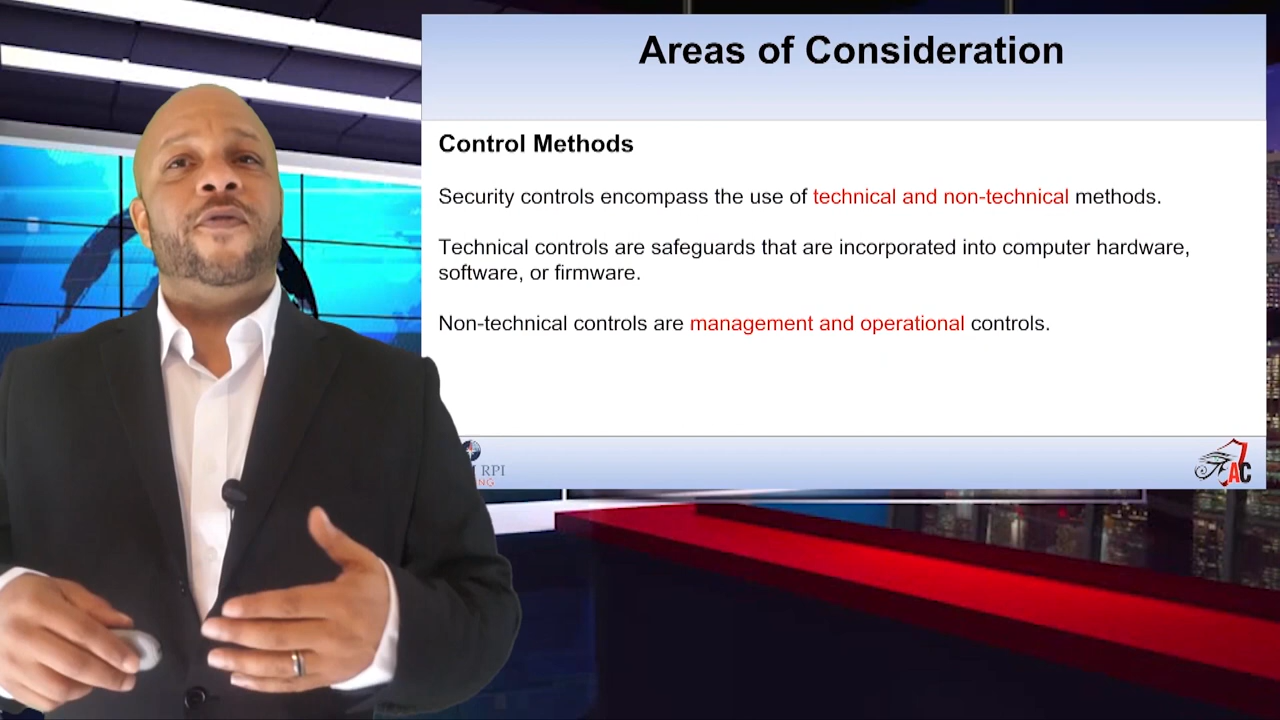 Areas of Consideration
Control Methods
Security controls encompass the use of technical and non-technical methods.
Technical controls are safeguards that are incorporated into computer hardware,
software, or firmware.
Non-technical controls are management and operational controls.
RPI
NG
AC